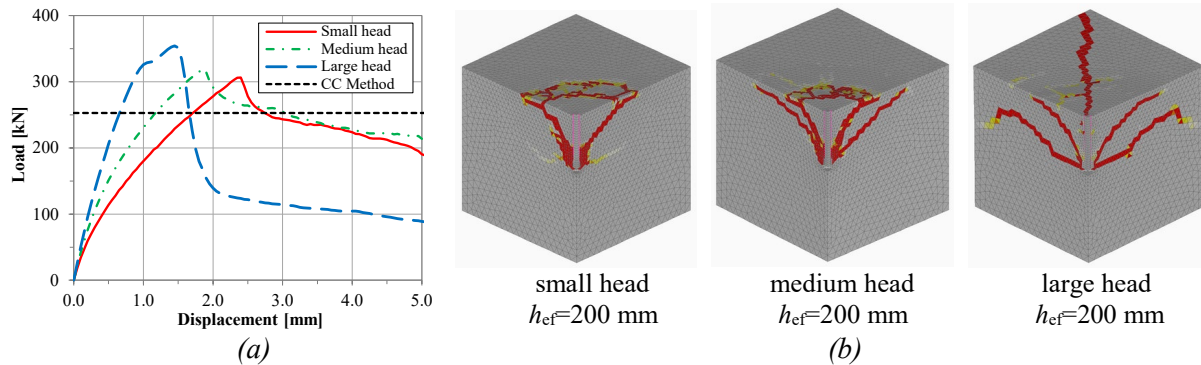 400
300
200
100
0
Load [kN]
Small head
Medium head
Large head
CC Method
0.0 1.0 2.0 3.0 4.0 5.0
Displacement [mm]
(a)
small head
hef=200 mm
medium head
hef=200 mm
large head
hef=200 mm
(b)